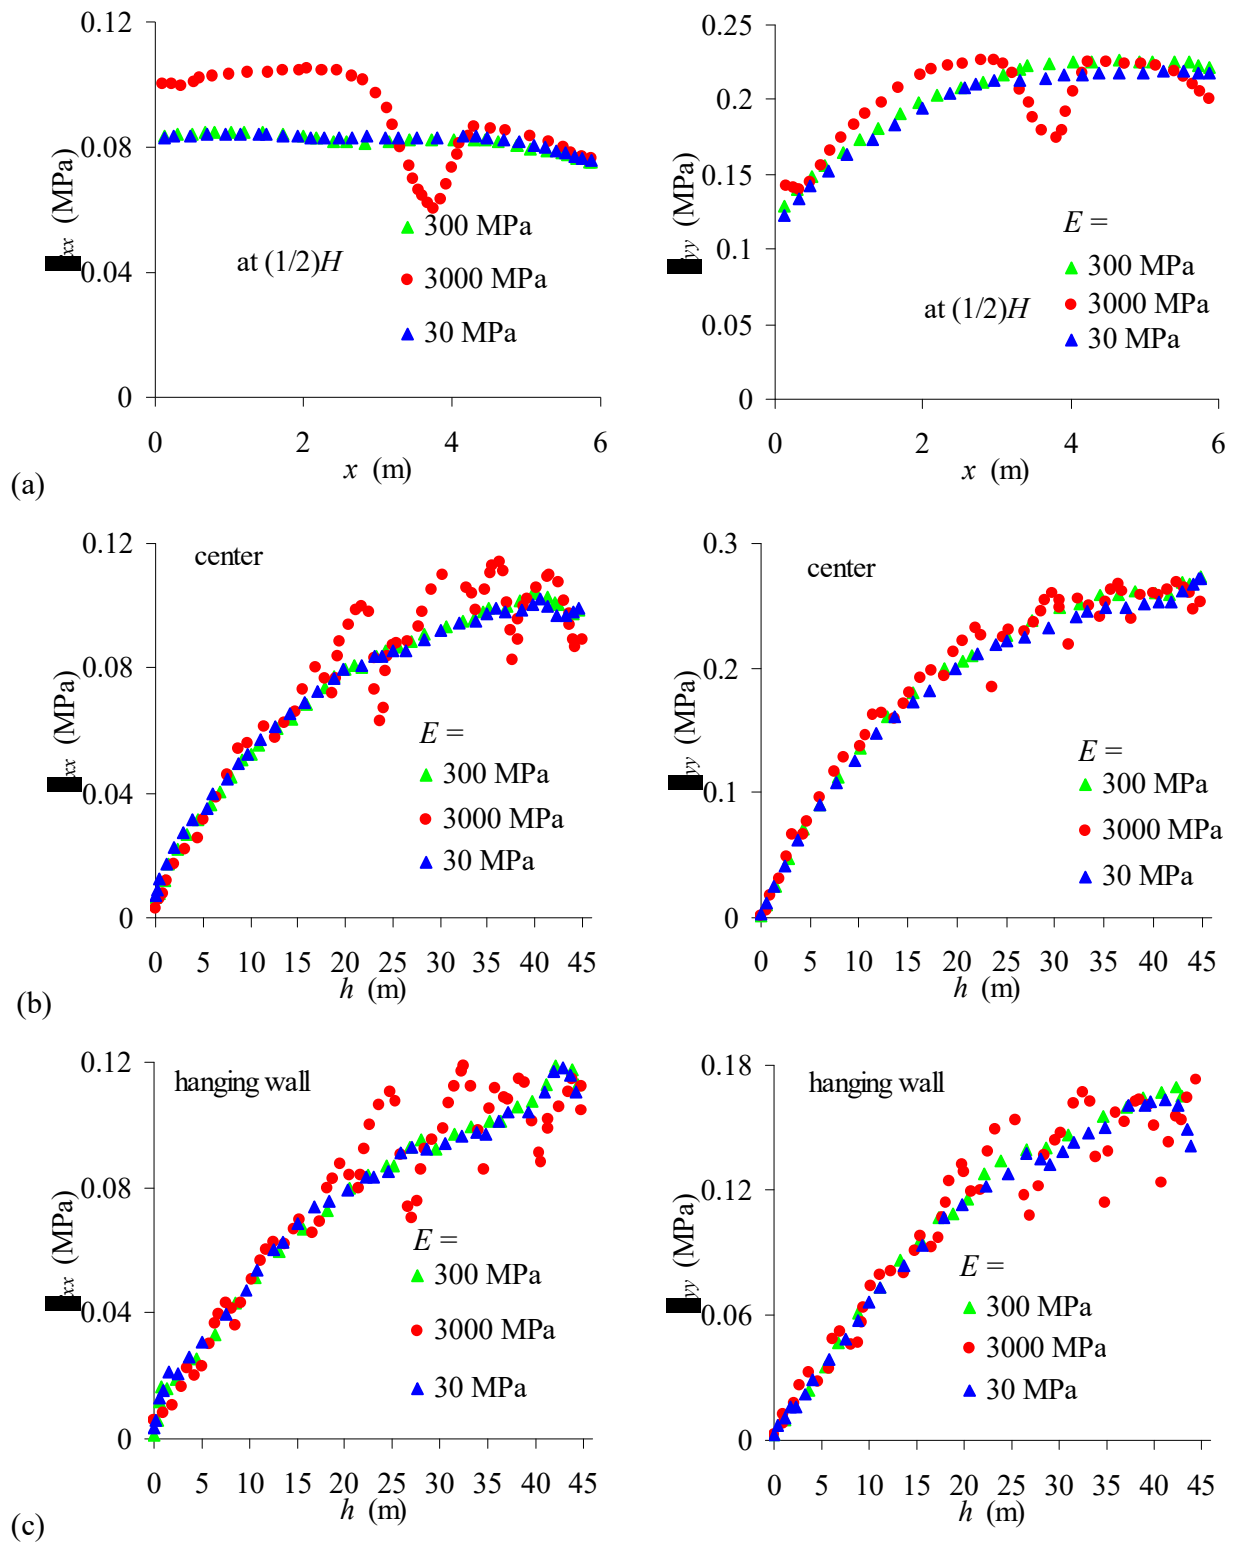 0.12
0.08
0.04
0
xx (MPa)
at (1/2)H
300 MPa
3000 MPa
30 MPa
0 2 4 6
x (m)
0.25
0.2
0.15
0.1
0.05
0
yy (MPa)
at (1/2)H
E =
300 MPa
3000 MPa
30 MPa
0 2 4 6
x (m)
(a)
0.12
0.08
0.04
0
xx (MPa)
center
E =
300 MPa
3000 MPa
30 MPa
0 5 10 15 20 25 30 35 40 45
h (m)
0.3
0.2
0.1
0
yy (MPa)
center
E =
300 MPa
3000 MPa
30 MPa
0 5 10 15 20 25 30 35 40 45
h (m)
(b)
0.12
0.08
0.04
0
xx (MPa)
hanging wall
E =
300 MPa
3000 MPa
30 MPa
0 5 10 15 20 25 30 35 40 45
h (m)
0.18
0.12
0.06
0
yy (MPa)
hanging wall
E =
300 MPa
3000 MPa
30 MPa
0 5 10 15 20 25 30 35 40 45
h (m)
(c)